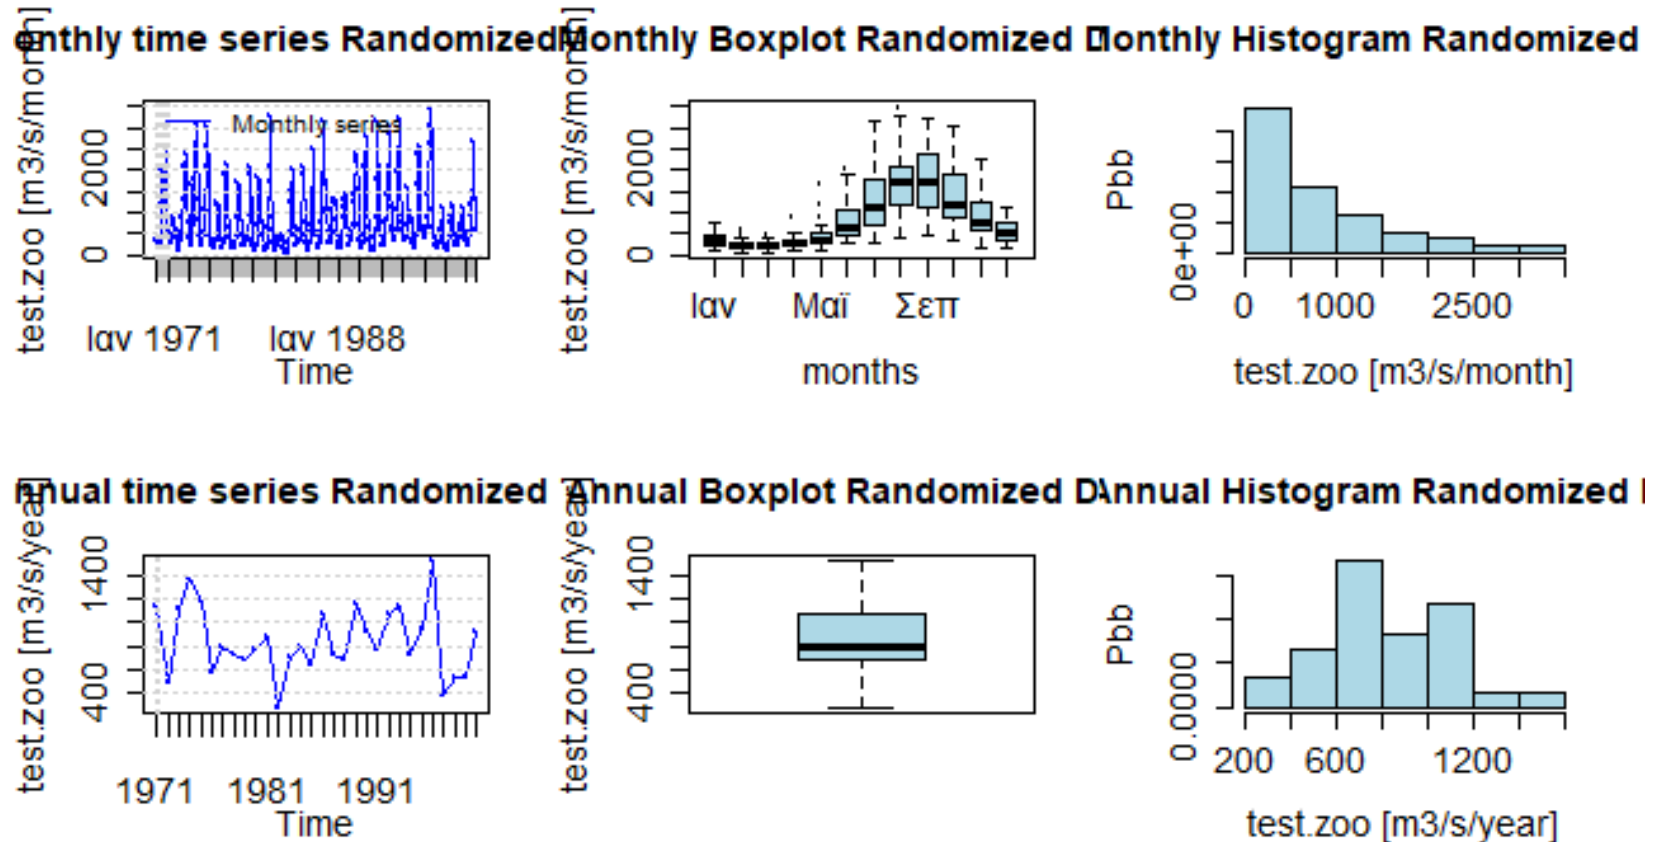 onthly time series Randomized
Monthly Boxplot Randomized D
Monthly Histogram Randomized
test.zoo [m3/s/month]
2000
0
Monthly series
Ιαν 1971
Ιαν 1988
Time
test.zoo [m3/s/month]
2000
0
Ιαν
Μαϊ
Σεπ
months
Pbb
0e+00
0
1000
2500
test.zoo [m3/s/month]
nnual time series Randomized
Annual Boxplot Randomized D
Annual Histogram Randomized
test.zoo [m3/s/year]
1400
400
1971
1981
1991
Time
test.zoo [m3/s/year]
1400
400
Pbb
0.0000
200
600
1200
test.zoo [m3/s/year]